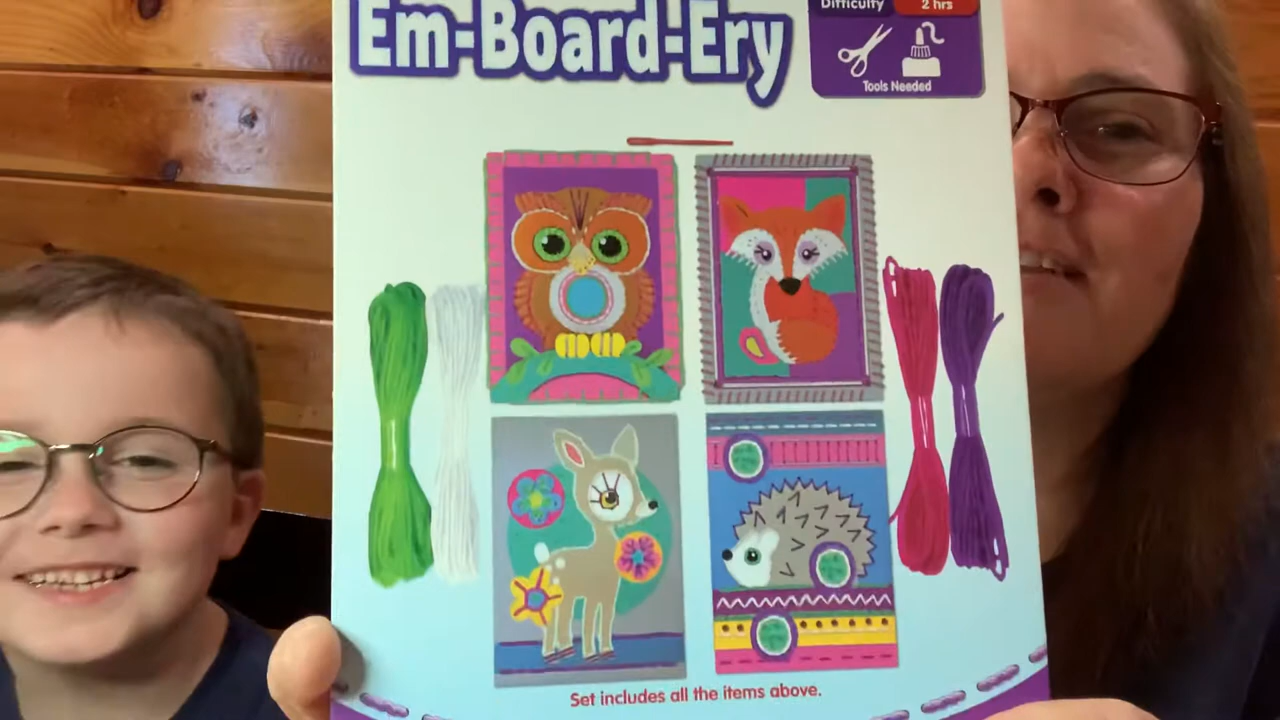 Em-Board-Ery
Difficulty
2 hrs
Tools Needed
Set includes all the items above.